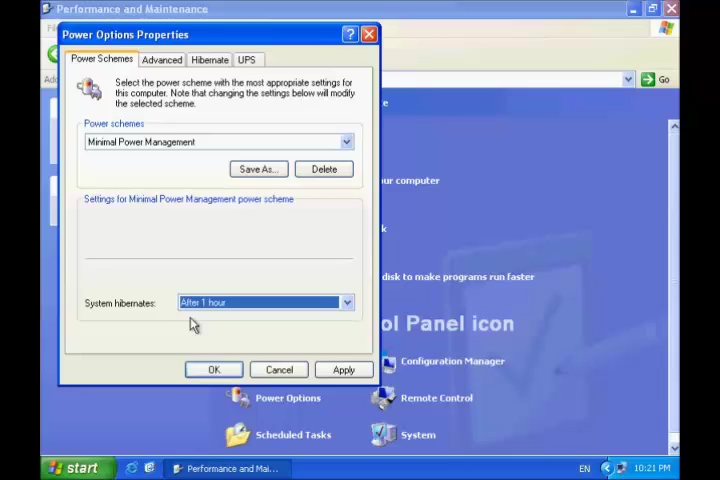 Performance and Maintenance
Power Options Properties
Power Schemes
Advanced
Hibernate
UPS
Select the power scheme with the most appropriate settings for
this computer. Note that changing the settings below will modify
the selected scheme.
Power schemes
Minimal Power Management
Save As...
Delete
Settings for Minimal Power Management power scheme
System hibernates:
After 1 hour
OK
Cancel
Apply
Go
ur computer
k
disk to make programs run faster
ol Panel icon
Configuration Manager
Power Options
Remote Control
Scheduled Tasks
System
start
Performance and Mai...
EN
10:21 PM